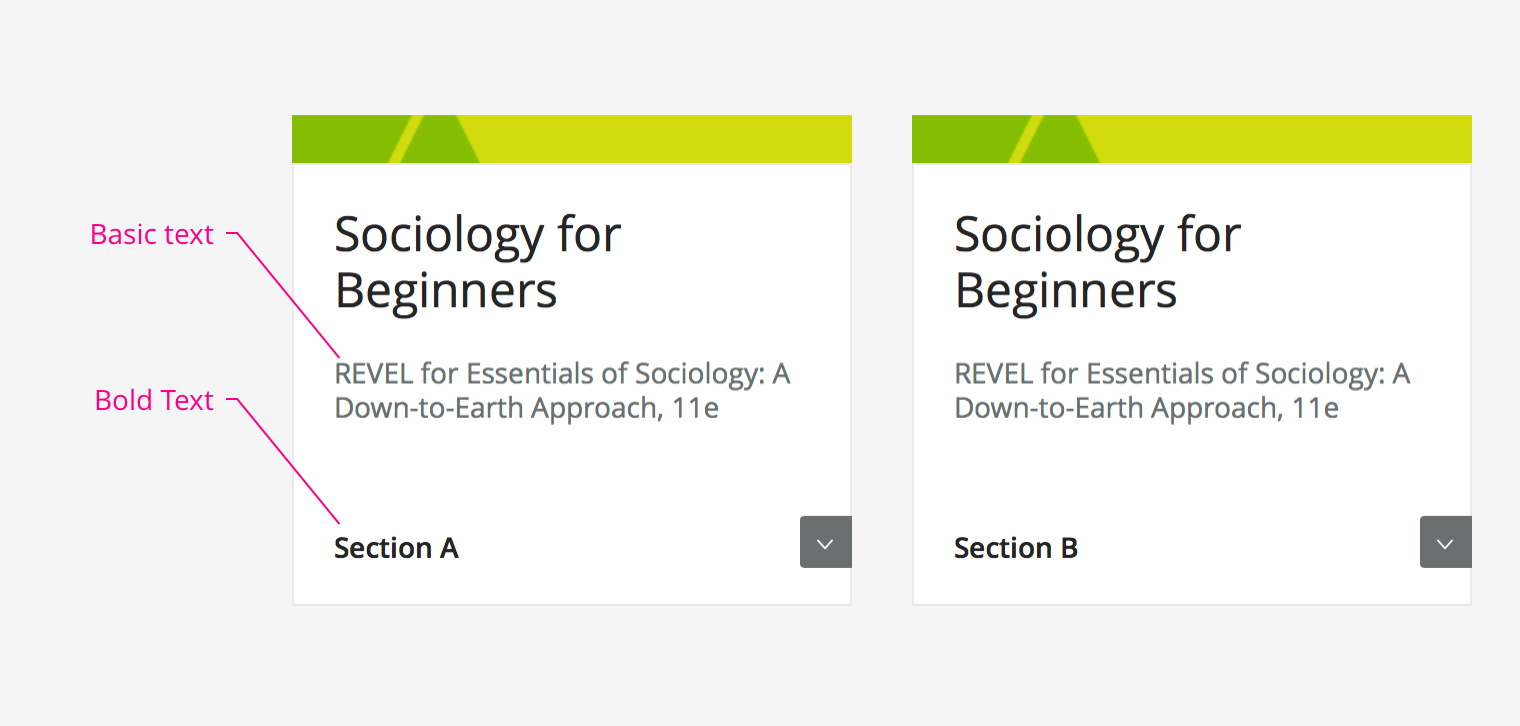 Basic text
Bold Text
Sociology for
Beginners
REVEL for Essentials of Sociology: A
Down-to-Earth Approach, 11e
Section A
Sociology for
Beginners
REVEL for Essentials of Sociology: A
Down-to-Earth Approach, 11e
Section B